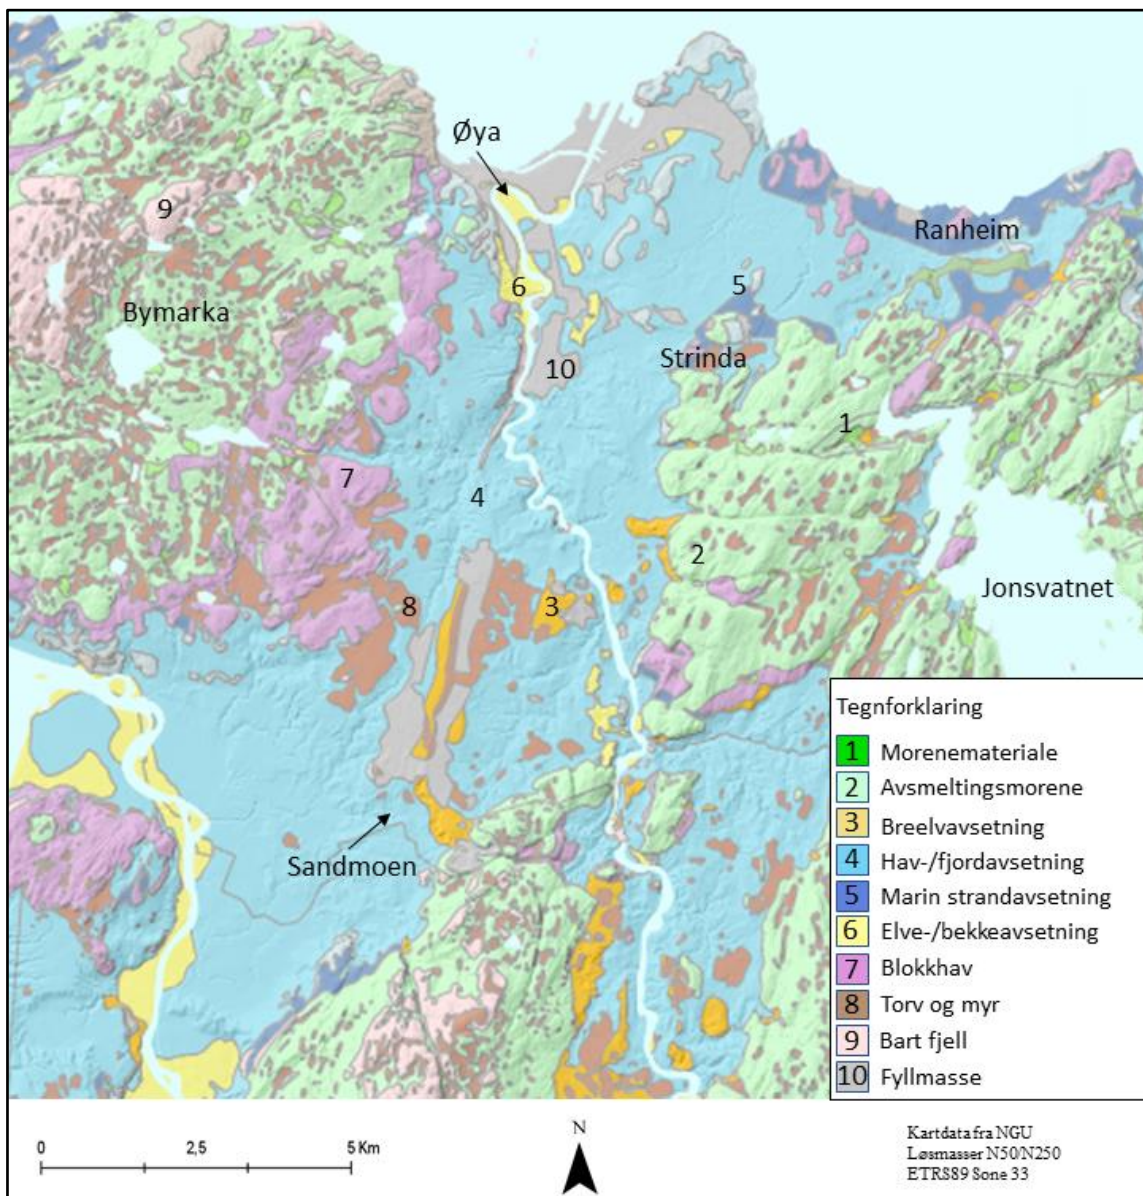 Øya
9
Ranheim
6
5
Bymarka
Strinda
10
1
7
4
2
Jonsvatnet
8
3
Sandmoen
Tegnforklaring
1 Morenemateriale
2 Avsmeltingsmorene
3 Breelvavsetning
4 Hav-/fjordavsetning
5 Marin strandavsetning
6 Elve-/bekkeavsetning
7 Blokkhav
8 Torv og myr
9 Bart fjell
10 Fyllmasse
0 2,5 5 Km
N
Kartdata fra NGU
Løsmasser N50/N250
ETRS89 Sone 33